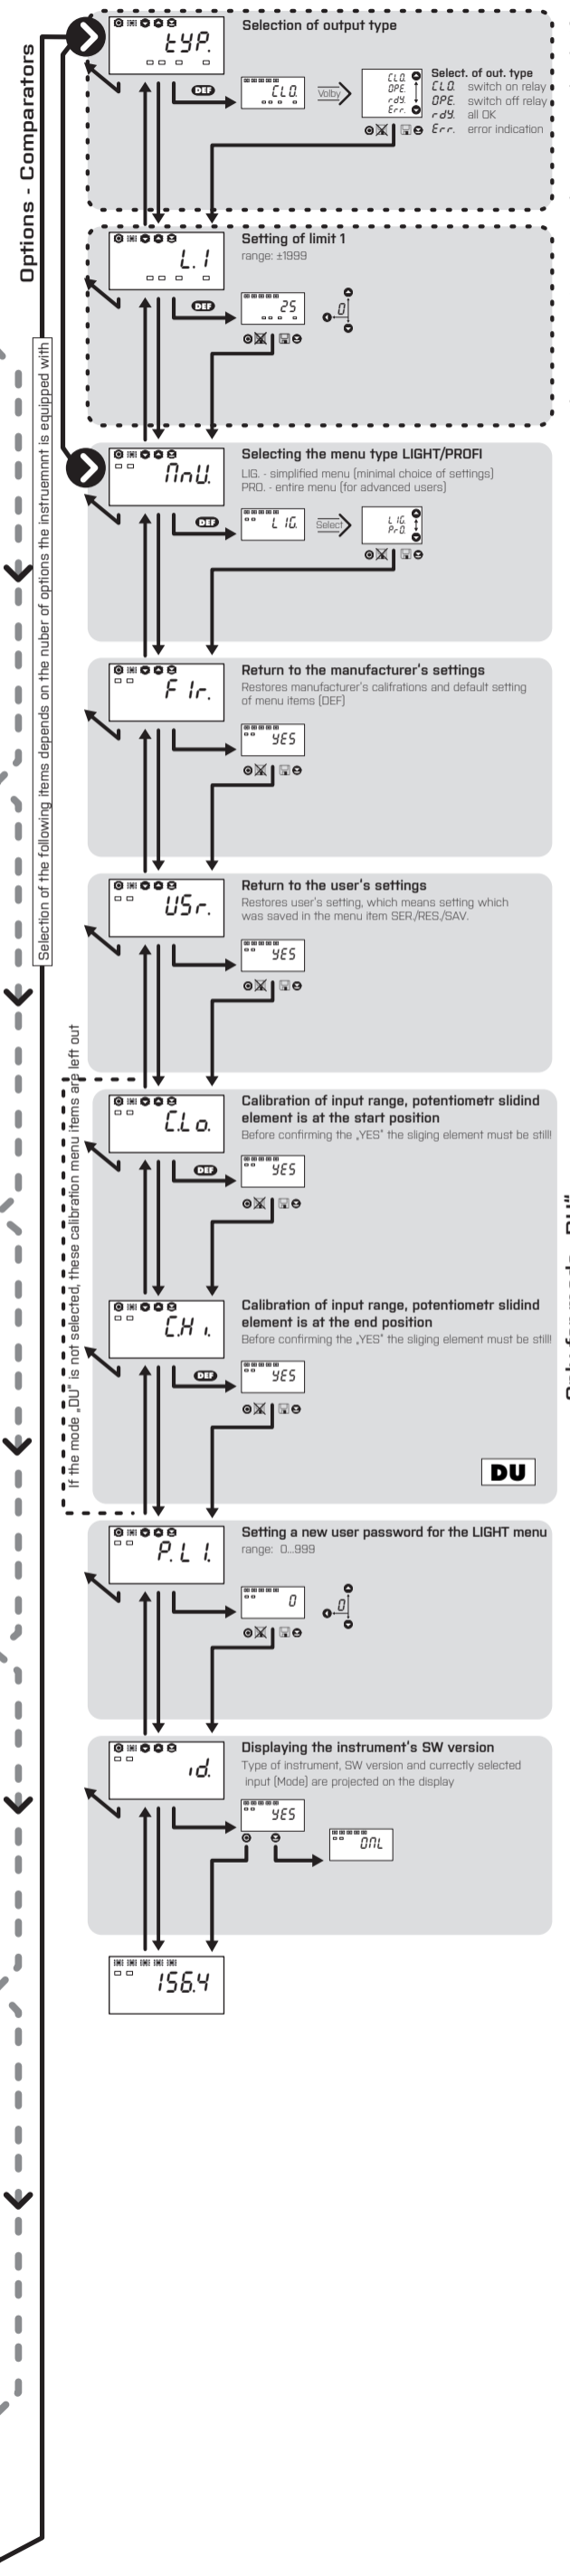 Options - Comparators
Selection of the following items depends on the nuber of options the instruemnnt is equipped with
tYP.
Selection of output type
DEF
CLO.
Volby
CLO.
OPE.
rdY.
Err.
Select. of out. type
CLO. switch on relay
OPE. switch off relay
rdY. all OK
Err. error indication
L.1
Setting of limit 1
range: ±1999
DEF
25
0
MnU.
Selecting the menu type LIGHT/PROFI
LIG. - simplified menu (minimal choice of settings)
PRO. - entire menu (for advanced users)
DEF
LIG.
Select
LIG.
PrO.
FIr.
Return to the manufacturer's settings
Restores manufacturer's califrations and default setting
of menu items (DEF)
YES
USr.
Return to the user's settings
Restores user's setting, which means setting which
was saved in the menu item SER./RES./SAV.
YES
If the mode „DU" is not selected, these calibration menu items are left out
C.Lo.
Calibration of input range, potentiometr slidind
element is at the start position
Before confirming the „YES" the sliging element must be still!
DEF
YES
C.Hi.
Calibration of input range, potentiometr slidind
element is at the end position
Before confirming the „YES" the sliging element must be still!
DEF
YES
DU
P.LI.
Setting a new user password for the LIGHT menu
range: 0...999
0
0
id.
Displaying the instrument's SW version
Type of instrument, SW version and currectly selected
input (Mode) are projected on the display
YES
OML
156.4